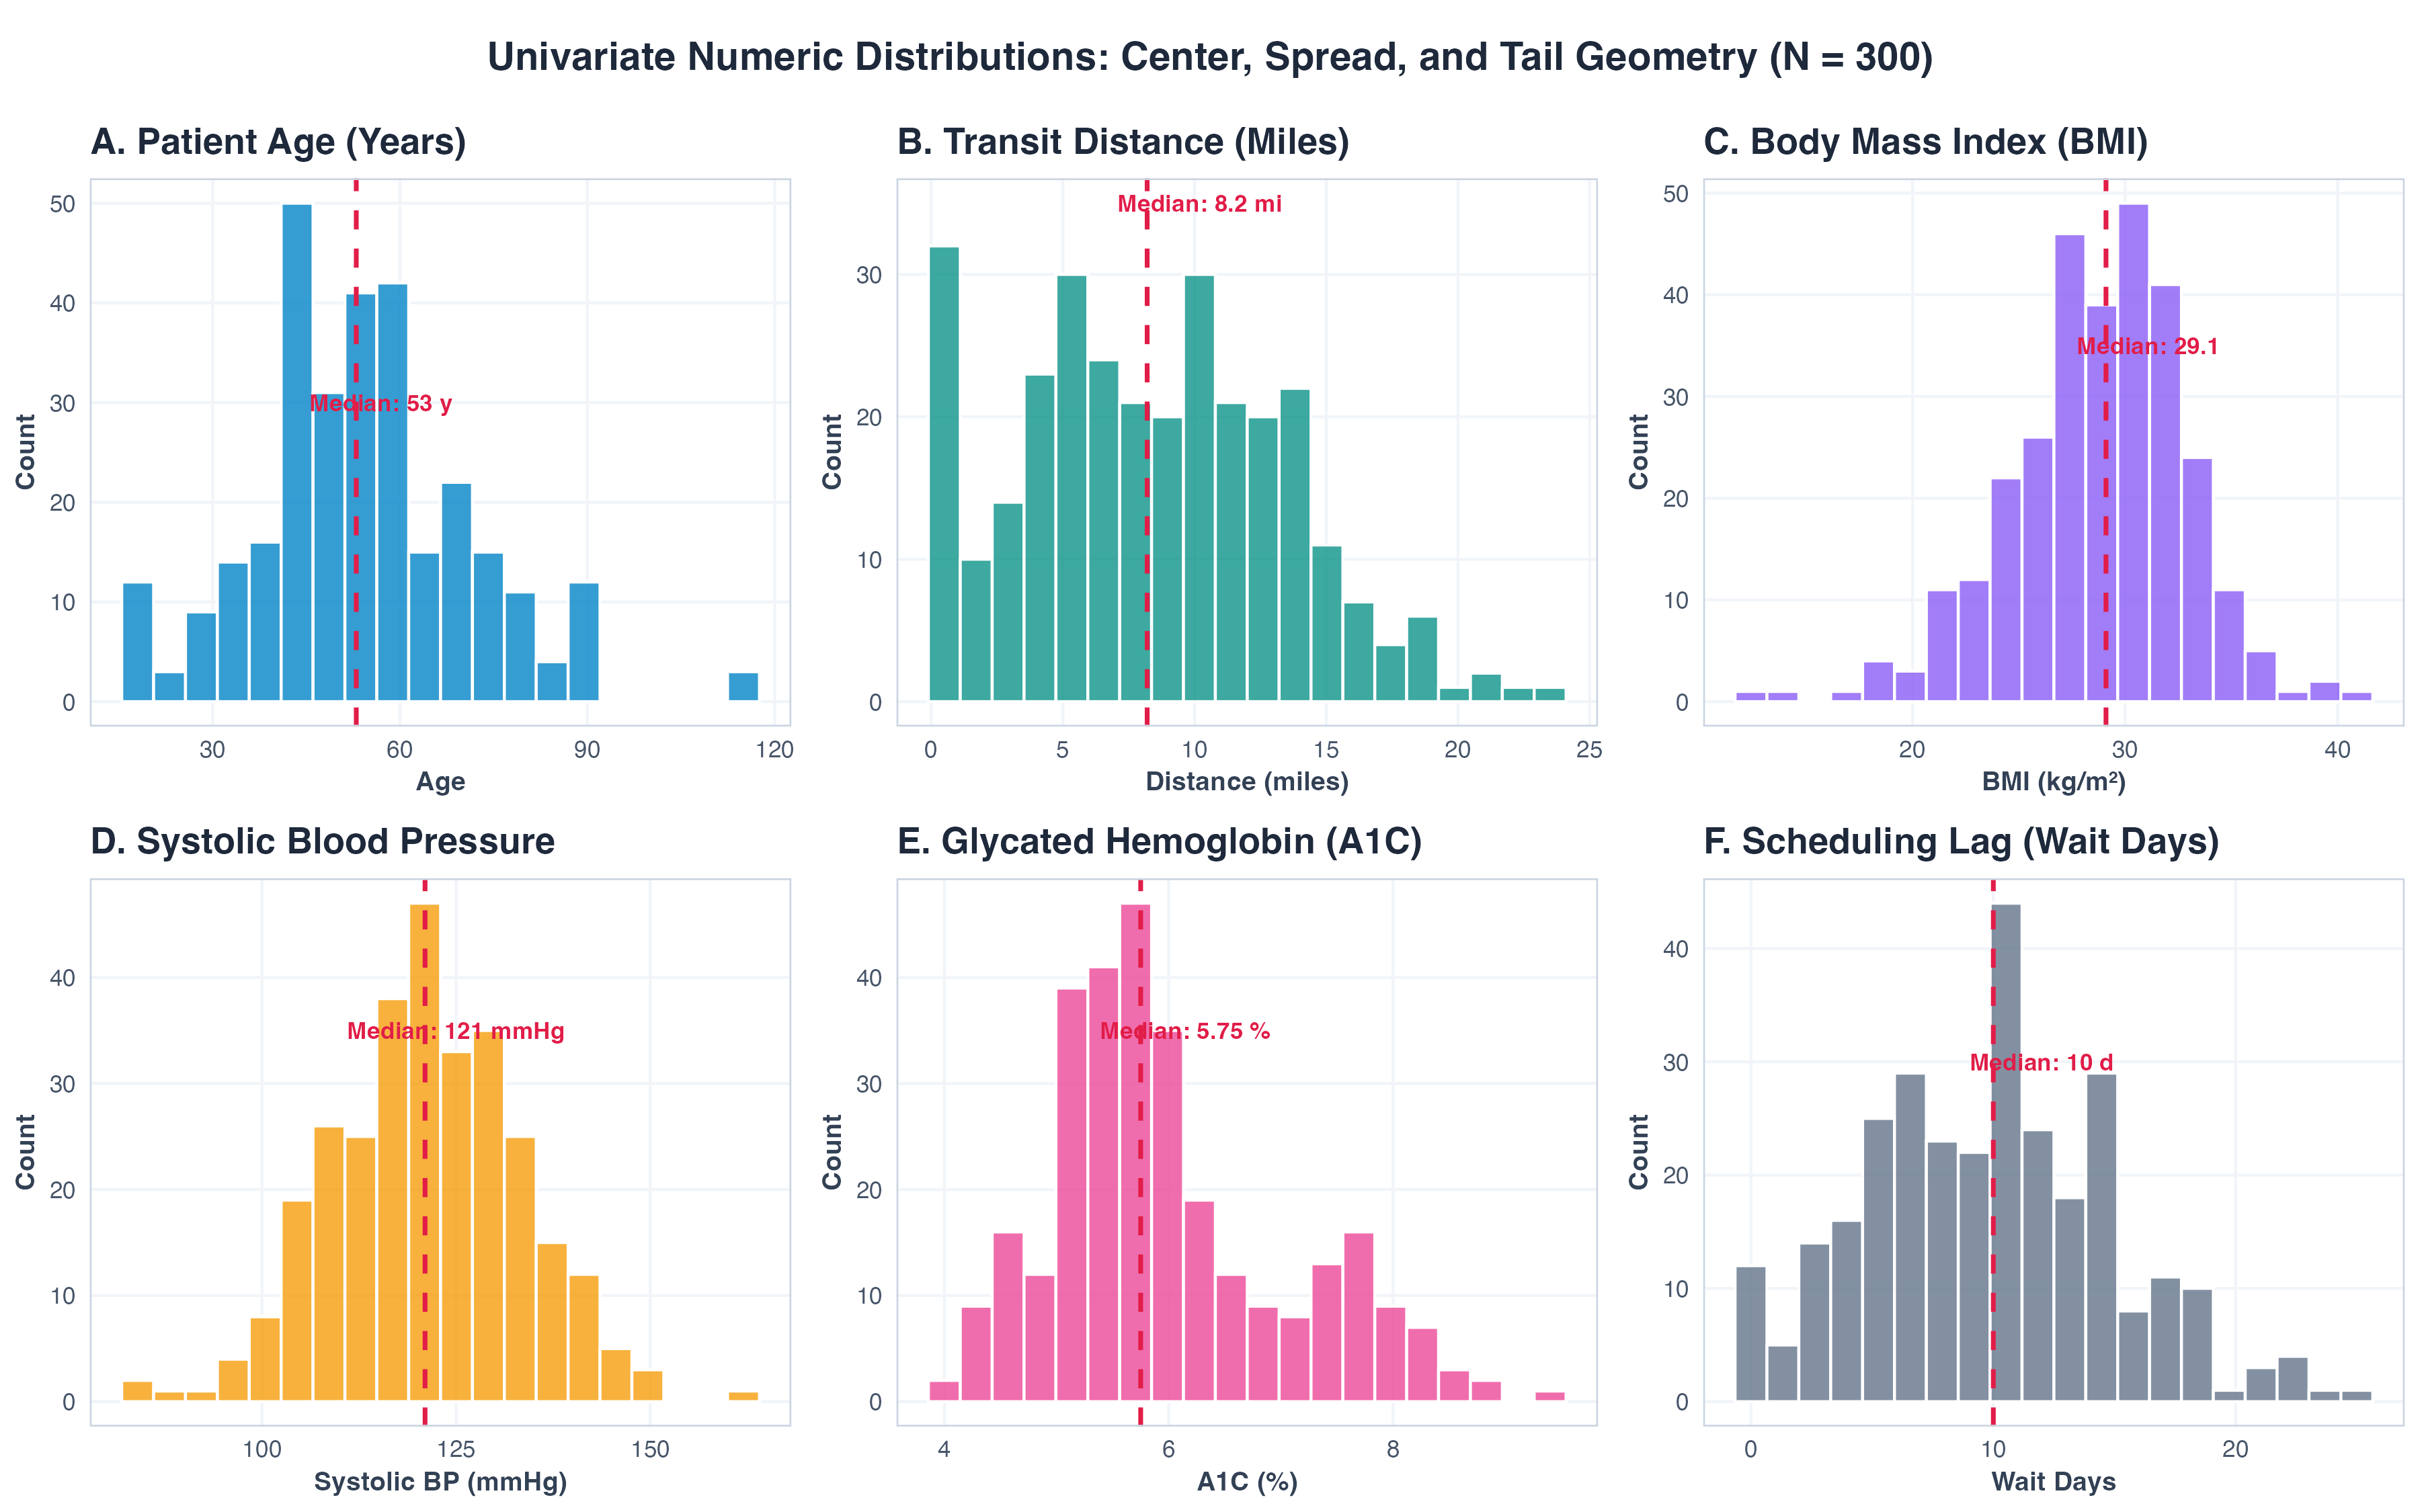 Univariate Numeric Distributions: Center, Spread, and Tail Geometry (N = 300)
A. Patient Age (Years)
Count
50
40
30
20
10
0
Median: 53 y
30
60
90
120
Age
B. Transit Distance (Miles)
Count
30
20
10
0
Median: 8.2 mi
0
5
10
15
20
25
Distance (miles)
C. Body Mass Index (BMI)
Count
50
40
30
20
10
0
Median: 29.1
20
30
40
BMI (kg/m²)
D. Systolic Blood Pressure
Count
40
30
20
10
0
Median: 121 mmHg
100
125
150
Systolic BP (mmHg)
E. Glycated Hemoglobin (A1C)
Count
40
30
20
10
0
Median: 5.75 %
4
6
8
A1C (%)
F. Scheduling Lag (Wait Days)
Count
40
30
20
10
0
Median: 10 d
0
10
20
Wait Days